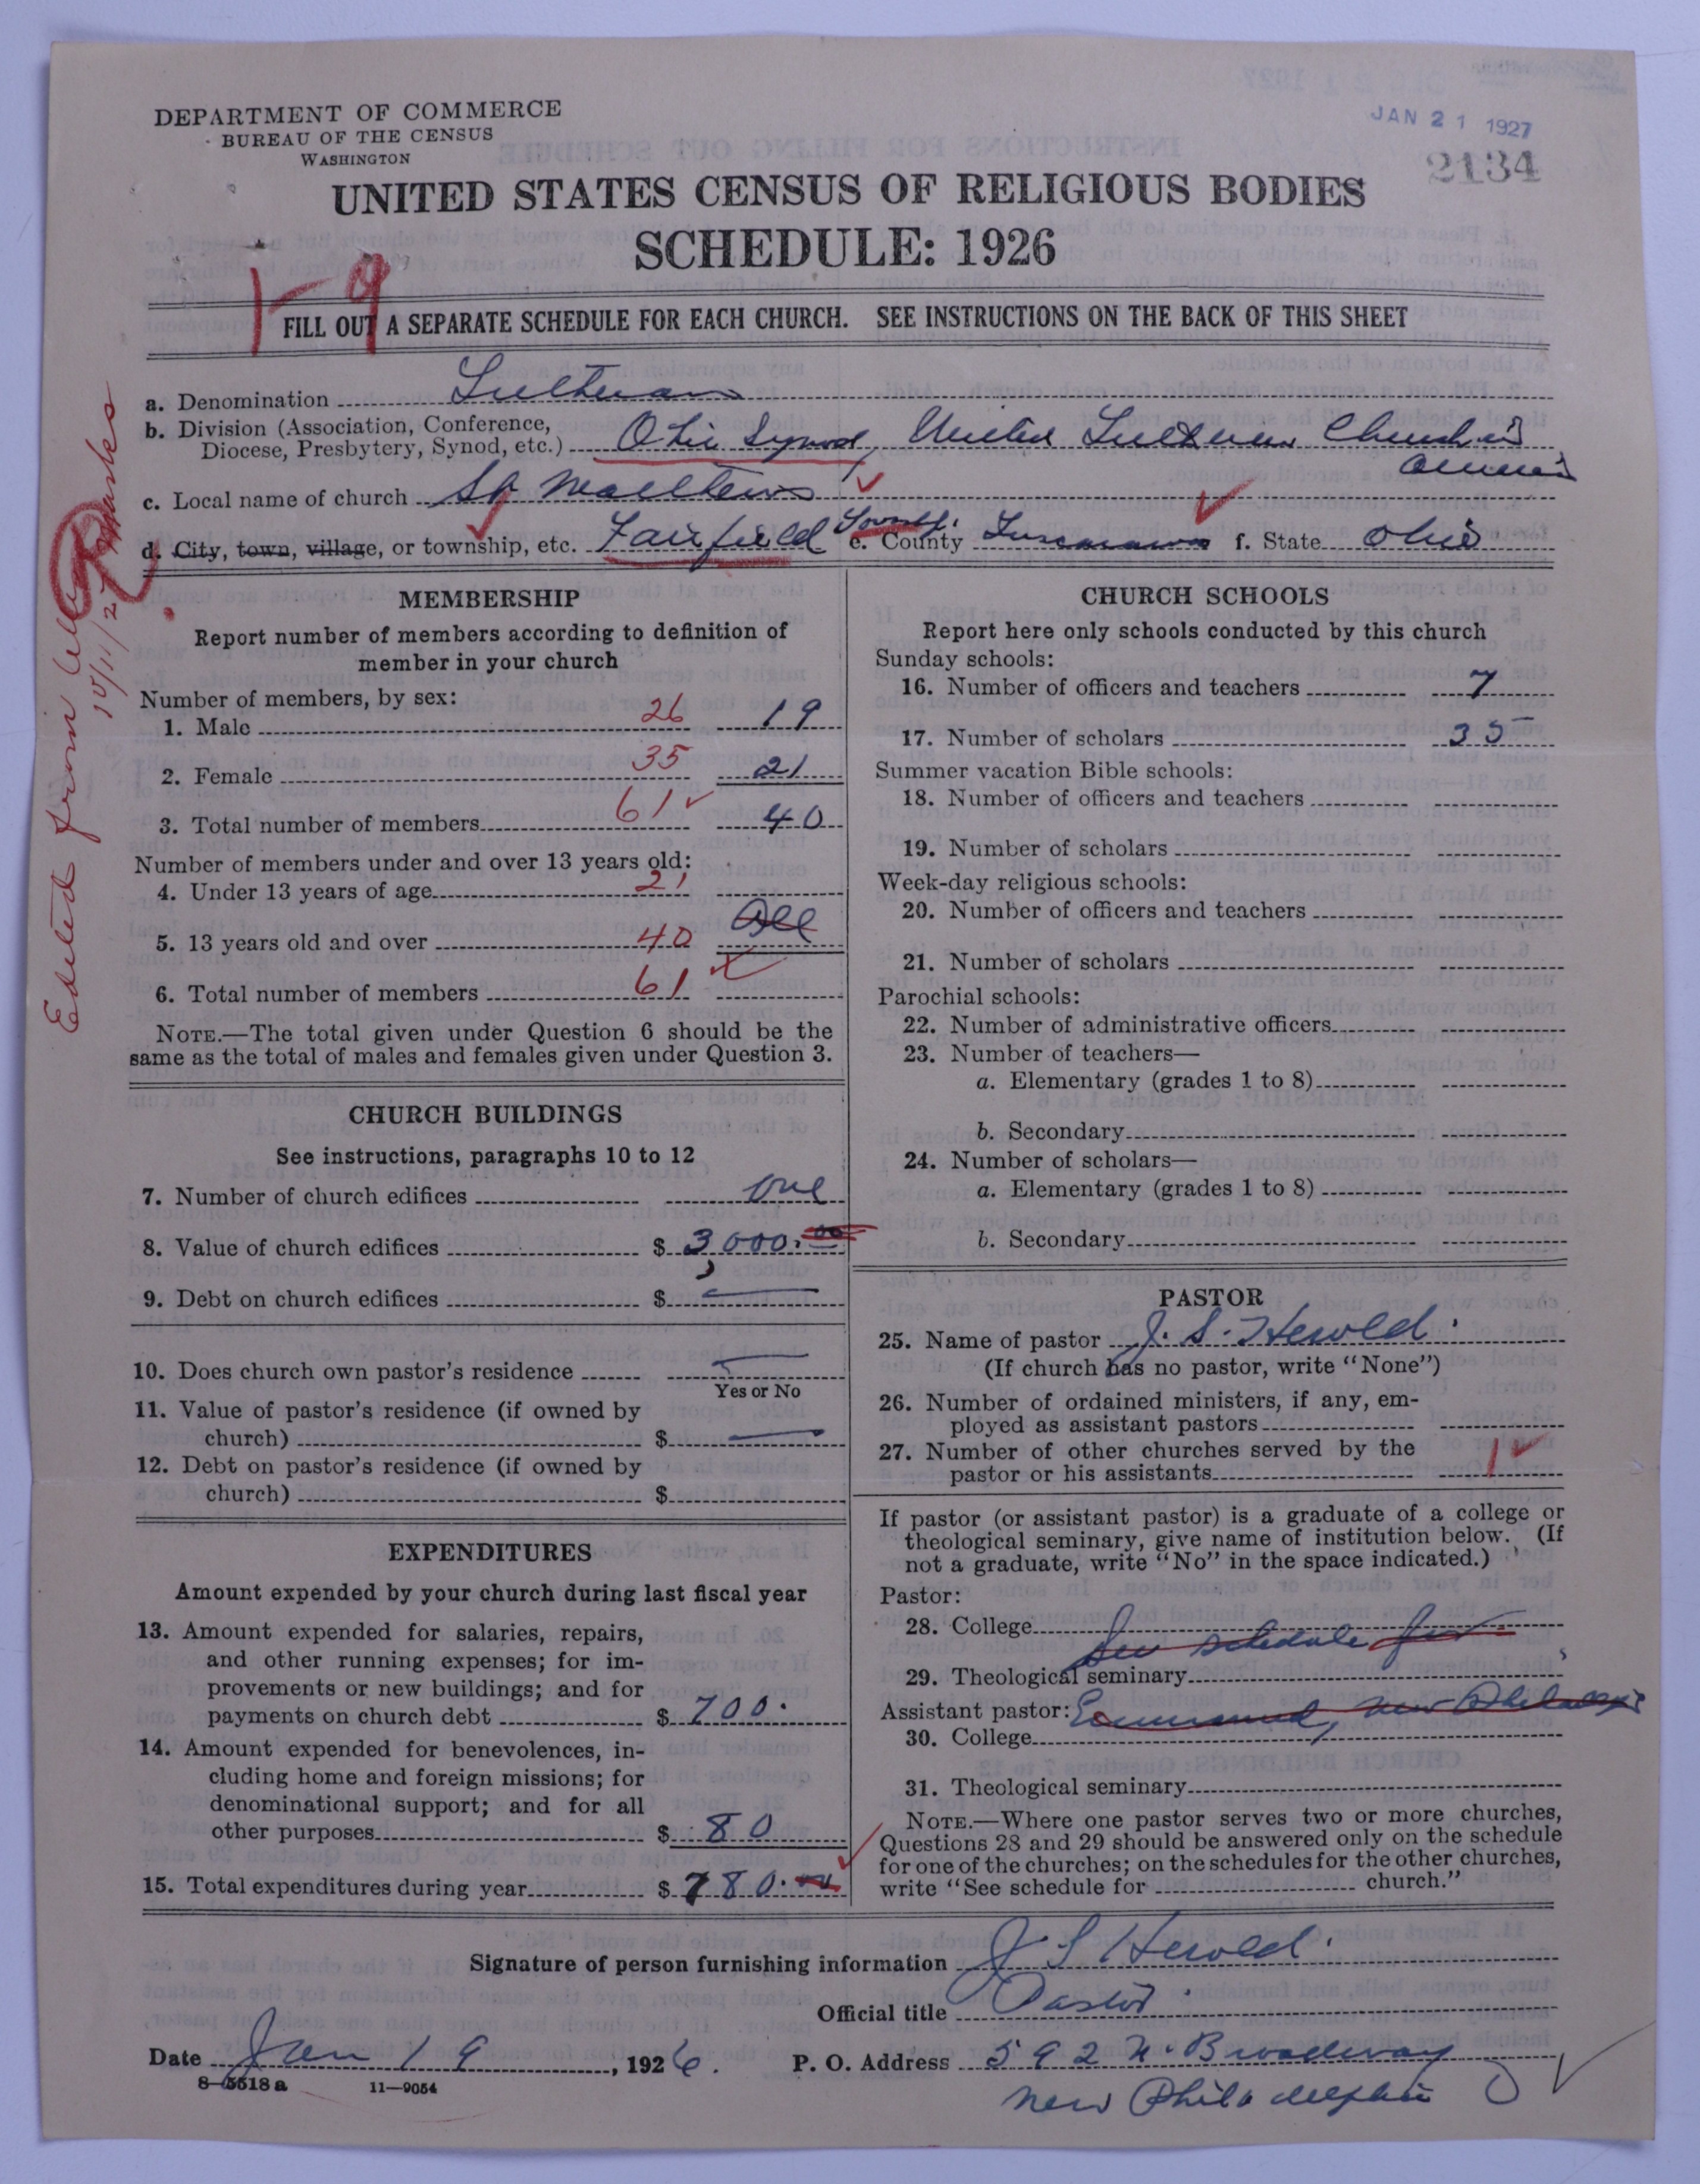 DEPARTMENT OF COMMERCE
BUREAU OF THE CENSUS
WASHINGTON
JAN 21 1927
2134
UNITED STATES CENSUS OF RELIGIOUS BODIES
SCHEDULE: 1926
1-9
FILL OUT A SEPARATE SCHEDULE FOR EACH CHURCH. SEE INSTRUCTIONS ON THE BACK OF THIS SHEET
a. Denomination Lutheran
b. Division (Association, Conference,
Diocese, Presbytery, Synod, etc.) Ohio Synod, United Lutheran Church in
America
c. Local name of church St Matthews
d. City, town, village, or township, etc. Fairfield Township. e. County Tuscarawas f. State Ohio
Edited from
10/11/27
MEMBERSHIP
Report number of members according to definition of
member in your church
Number of members, by sex:
1. Male 26 19
2. Female 35 21
3. Total number of members 61 40
Number of members under and over 13 years old:
4. Under 13 years of age 21
5. 13 years old and over 40 All
6. Total number of members 61
NOTE.—The total given under Question 6 should be the
same as the total of males and females given under Question 3.
CHURCH BUILDINGS
See instructions, paragraphs 10 to 12
7. Number of church edifices one
8. Value of church edifices $ 3,000.00
9. Debt on church edifices $ —
10. Does church own pastor's residence —
Yes or No
11. Value of pastor's residence (if owned by
church) $ —
12. Debt on pastor's residence (if owned by
church) $
EXPENDITURES
Amount expended by your church during last fiscal year
13. Amount expended for salaries, repairs,
and other running expenses; for im-
provements or new buildings; and for
payments on church debt $ 700.
14. Amount expended for benevolences, in-
cluding home and foreign missions; for
denominational support; and for all
other purposes $ 80
15. Total expenditures during year $ 780.00
CHURCH SCHOOLS
Report here only schools conducted by this church
Sunday schools:
16. Number of officers and teachers 7
17. Number of scholars 35
Summer vacation Bible schools:
18. Number of officers and teachers
19. Number of scholars
Week-day religious schools:
20. Number of officers and teachers
21. Number of scholars
Parochial schools:
22. Number of administrative officers
23. Number of teachers—
a. Elementary (grades 1 to 8)
b. Secondary
24. Number of scholars—
a. Elementary (grades 1 to 8)
b. Secondary
PASTOR
25. Name of pastor J. S. Herold.
(If church has no pastor, write "None")
26. Number of ordained ministers, if any, em-
ployed as assistant pastors
27. Number of other churches served by the
pastor or his assistants 1
If pastor (or assistant pastor) is a graduate of a college or
theological seminary, give name of institution below. (If
not a graduate, write "No" in the space indicated.)
Pastor:
28. College
See schedule for
29. Theological seminary
Assistant pastor: Emmanuel, New Philadelphia
30. College
31. Theological seminary
NOTE.—Where one pastor serves two or more churches,
Questions 28 and 29 should be answered only on the schedule
for one of the churches; on the schedules for the other churches,
write "See schedule for church."
Signature of person furnishing information J. S Herold.
Official title Pastor
Date Jan 19, 1926. P. O. Address 592 N. Broadway
8-5518a 11-9054
New Philadelphia O